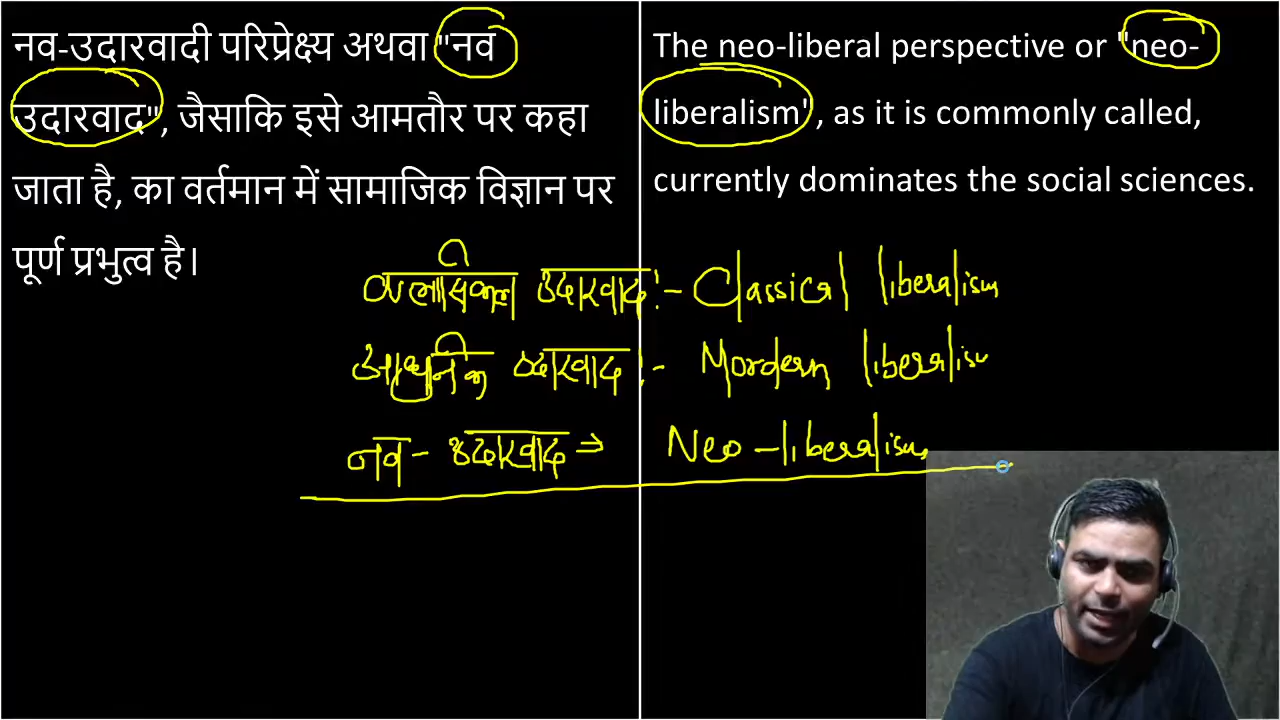 नव-उदारवादी परिप्रेक्ष्य अथवा "नव
उदारवाद", जैसाकि इसे आमतौर पर कहा
जाता है, का वर्तमान में सामाजिक विज्ञान पर
पूर्ण प्रभुत्व है।
The neo-liberal perspective or "neo-
liberalism", as it is commonly called,
currently dominates the social sciences.
क्लासिकल उदारवाद :- Classical liberalism
आधुनिक उदारवाद :- Mordern liberalism
नव - उदारवाद => Neo - liberalism